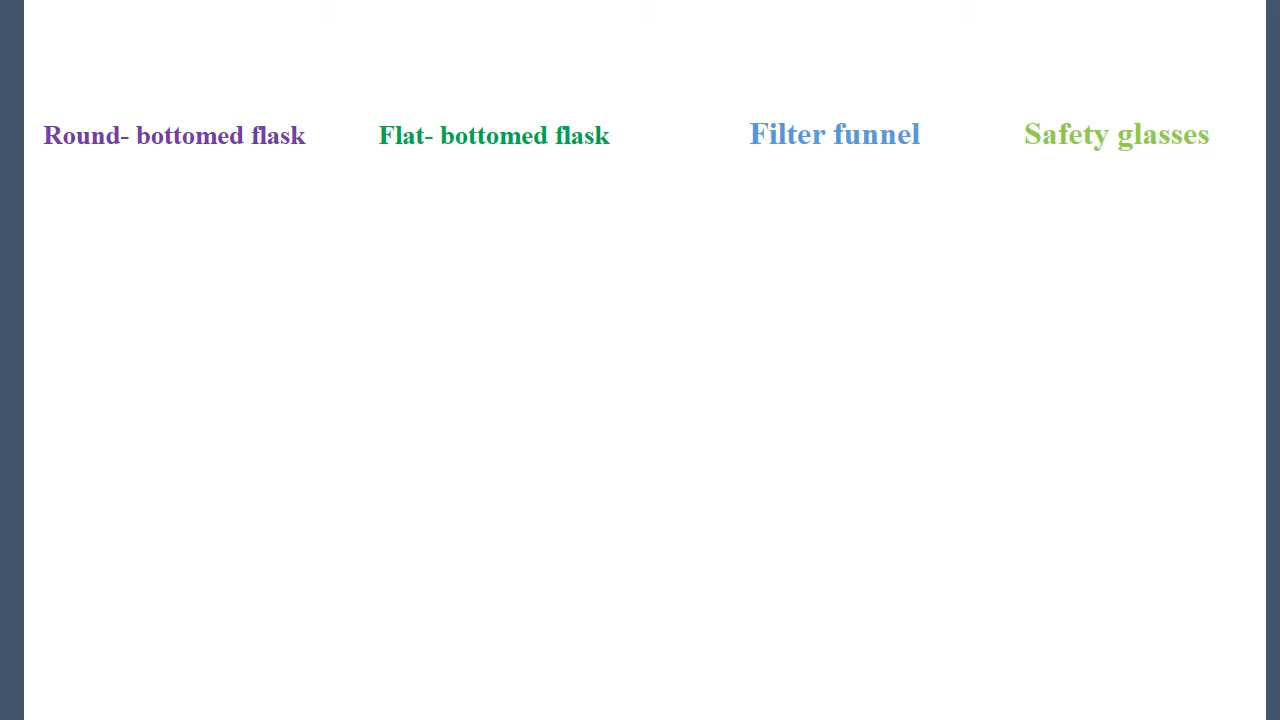 Round- bottomed flask Flat- bottomed flask Filter funnel Safety glasses